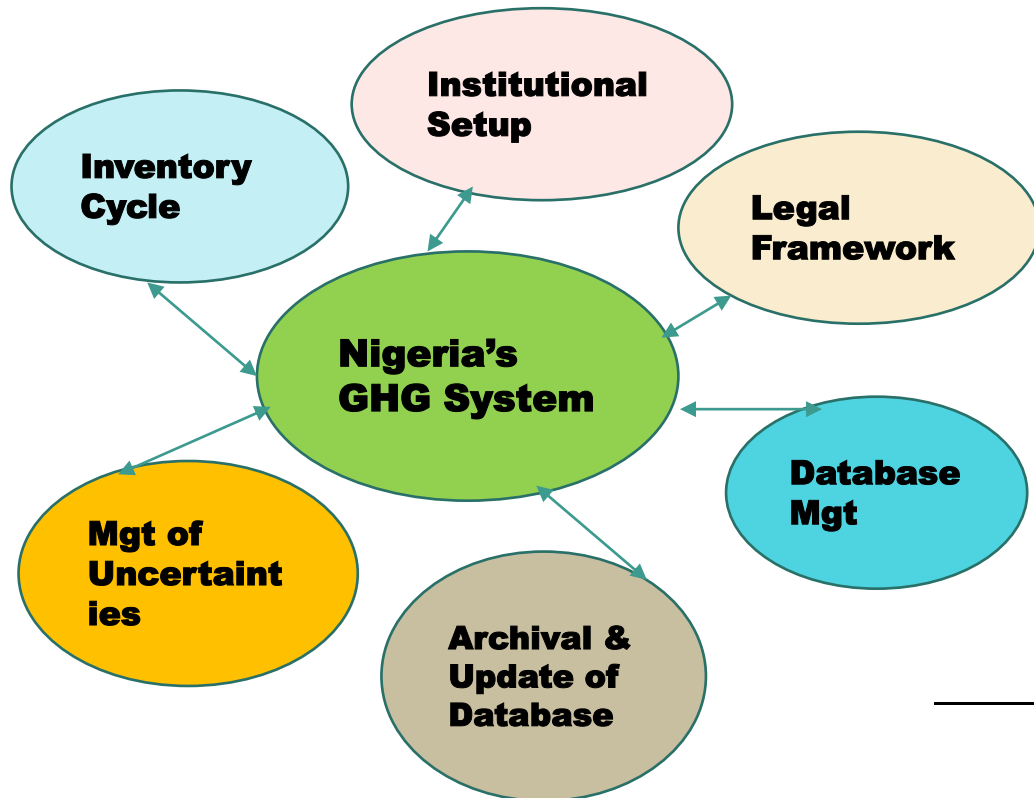 Institutional
Setup
Inventory
Cycle
Legal
Framework
Nigeria’s
GHG System
Database
Mgt
Mgt of
Uncertaint
ies
Archival &
Update of
Database